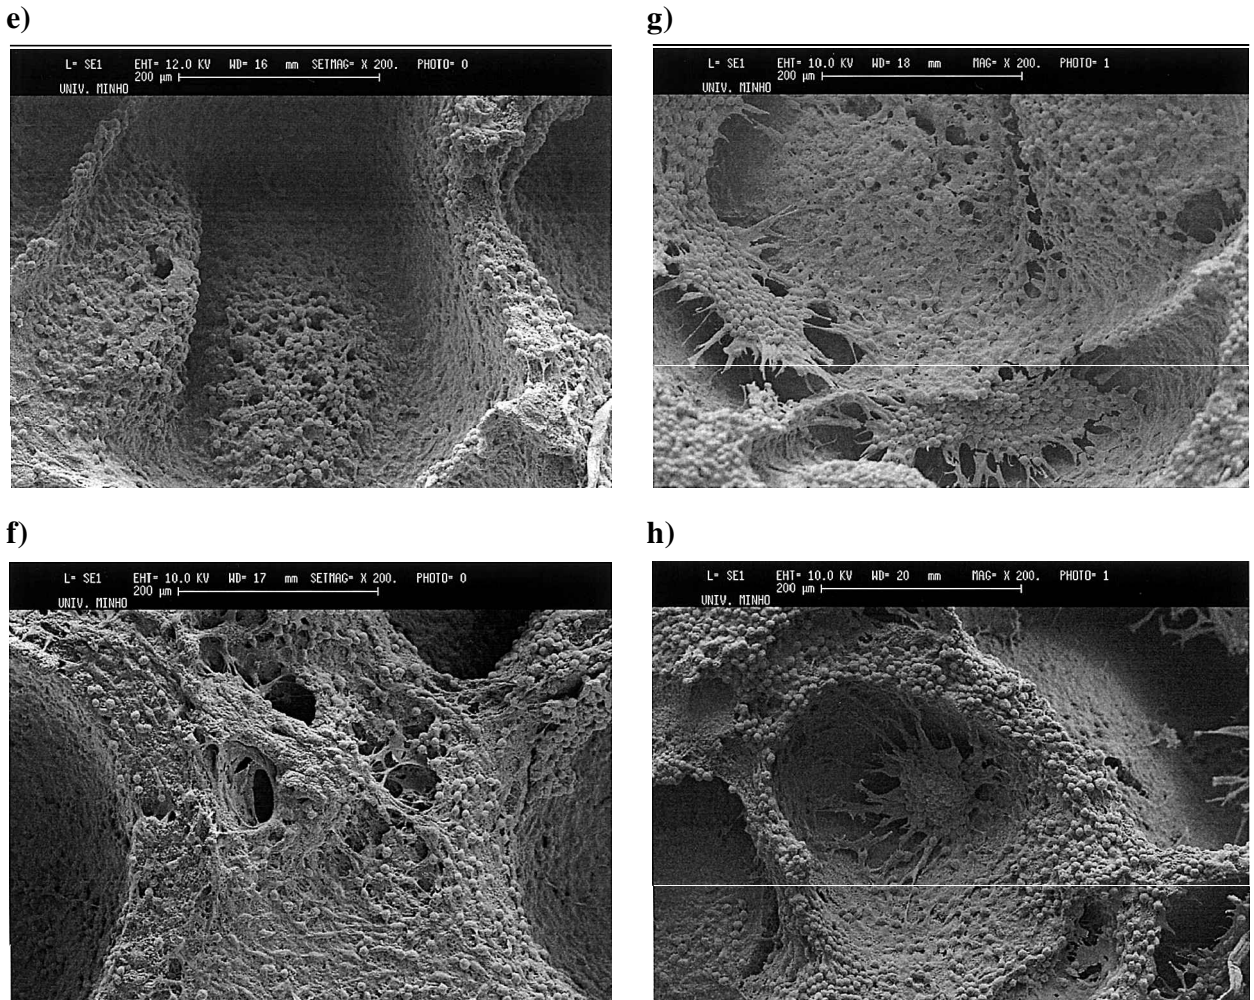 e)
L= SE1 EHT= 12.0 KV WD= 16 mm SETMAG= X 200. PHOTO= 0
200 µm
UNIV. MINHO
g)
L= SE1 EHT= 10.0 KV WD= 18 mm MAG= X 200. PHOTO= 1
200 µm
UNIV. MINHO
f)
L= SE1 EHT= 10.0 KV WD= 17 mm SETMAG= X 200. PHOTO= 0
200 µm
UNIV. MINHO
h)
L= SE1 EHT= 10.0 KV WD= 20 mm MAG= X 200. PHOTO= 1
200 µm
UNIV. MINHO